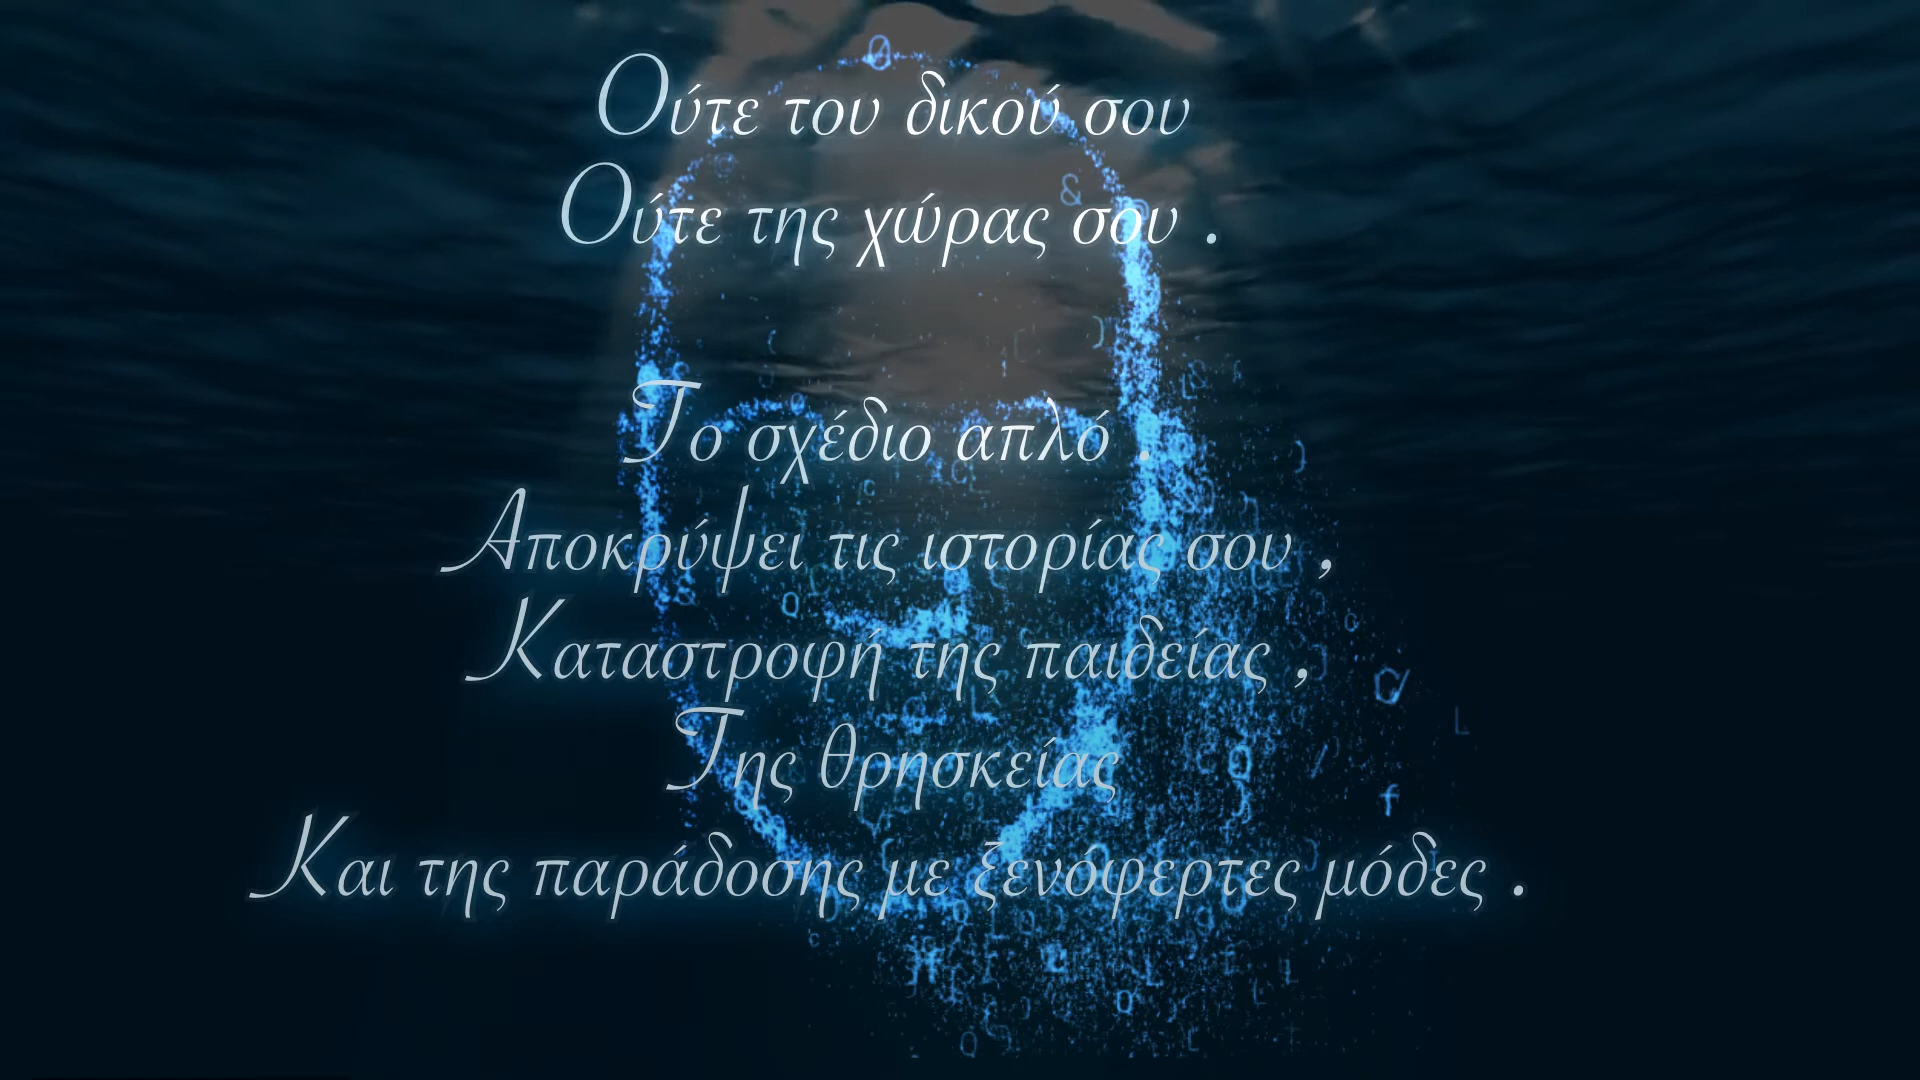 Ούτε του δικού σου
Ούτε της χώρας σου .
Το σχέδιο απλό .
Αποκρύψει τις ιστορίας σου ,
Καταστροφή της παιδείας ,
Της θρησκείας
Και της παράδοσης με ξενόφερτες μόδες .